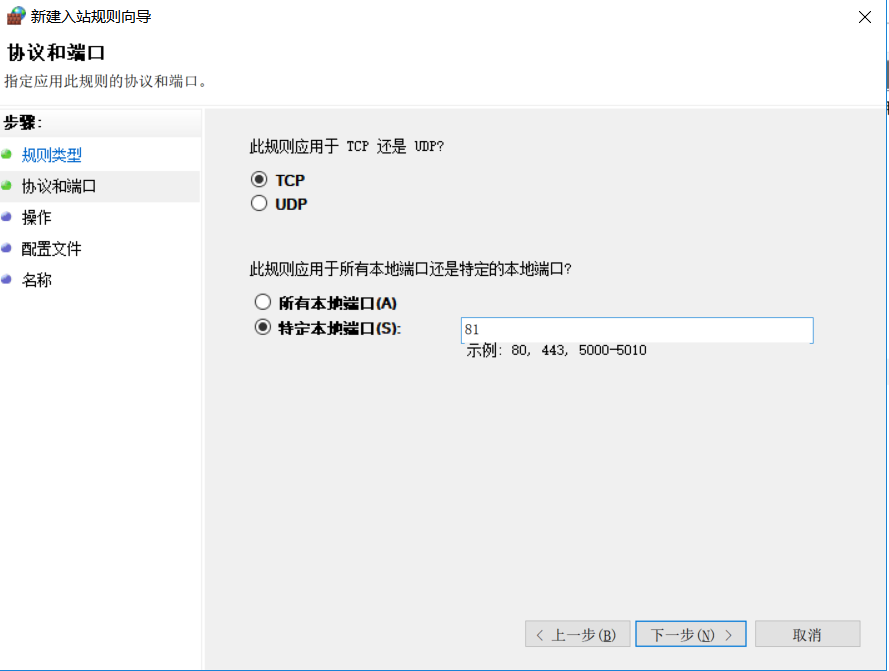 新建入站规则向导
协议和端口
指定应用此规则的协议和端口。
步骤:
规则类型
协议和端口
操作
配置文件
名称
此规则应用于 TCP 还是 UDP?
TCP
UDP
此规则应用于所有本地端口还是特定的本地端口?
所有本地端口(A)
特定本地端口(S): 81
示例: 80, 443, 5000-5010
< 上一步(B) 下一步(N) > 取消